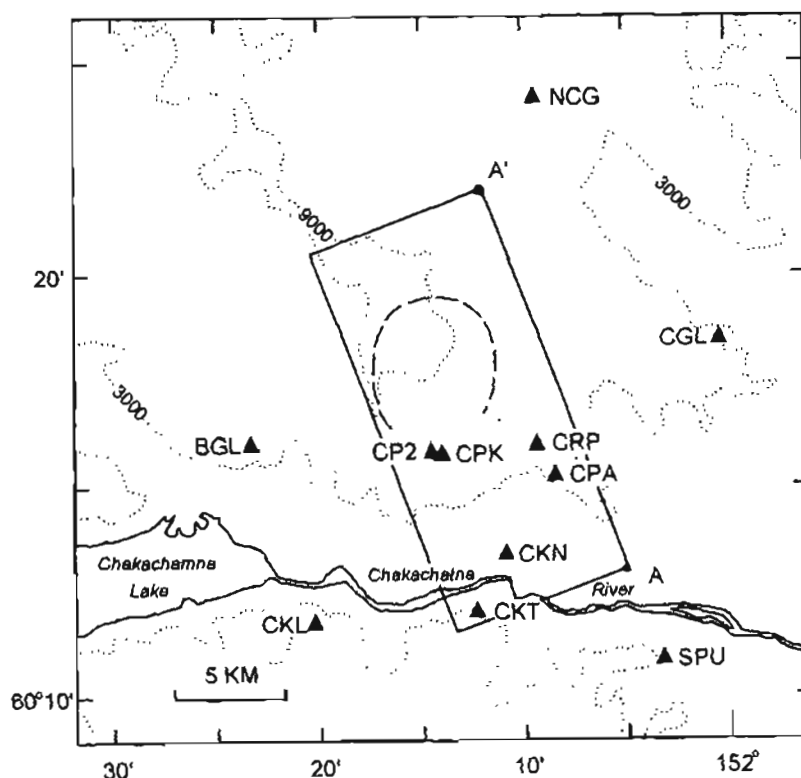 NCG
A'
3000
9000
20'
CGL
3000
BGL
CP2
CPK
CRP
CPA
CKN
Chakachamna
Lake
Chakachatna
River
A
CKL
CKT
SPU
5 KM
60°10'
30'
20'
10'
152°